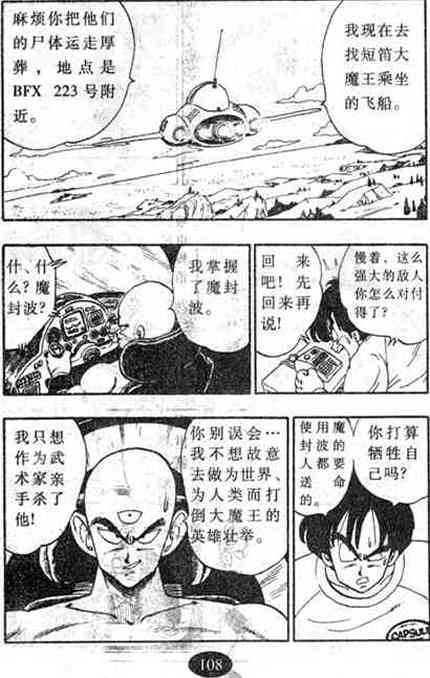 我现在去
找短笛大
魔王乘坐
的飞船。
麻烦你把他们
的尸体运走厚
葬，地点是
BFX 223号附
近。
慢着，这么
强大的敌人
你怎么对付
得了？
回来
吧！先
回来再
说！
我掌握
了魔封
波。
什、什
么？魔
封波？
你打算
牺牲自
己吗？
使用魔
封波的
人都要
送命
的。
你别误会…
我不想故意
去做为世界、
为人类而打
倒大魔王的
英雄壮举。
我只想
作为武
术家亲
手杀了
他!
CAPSUL
108